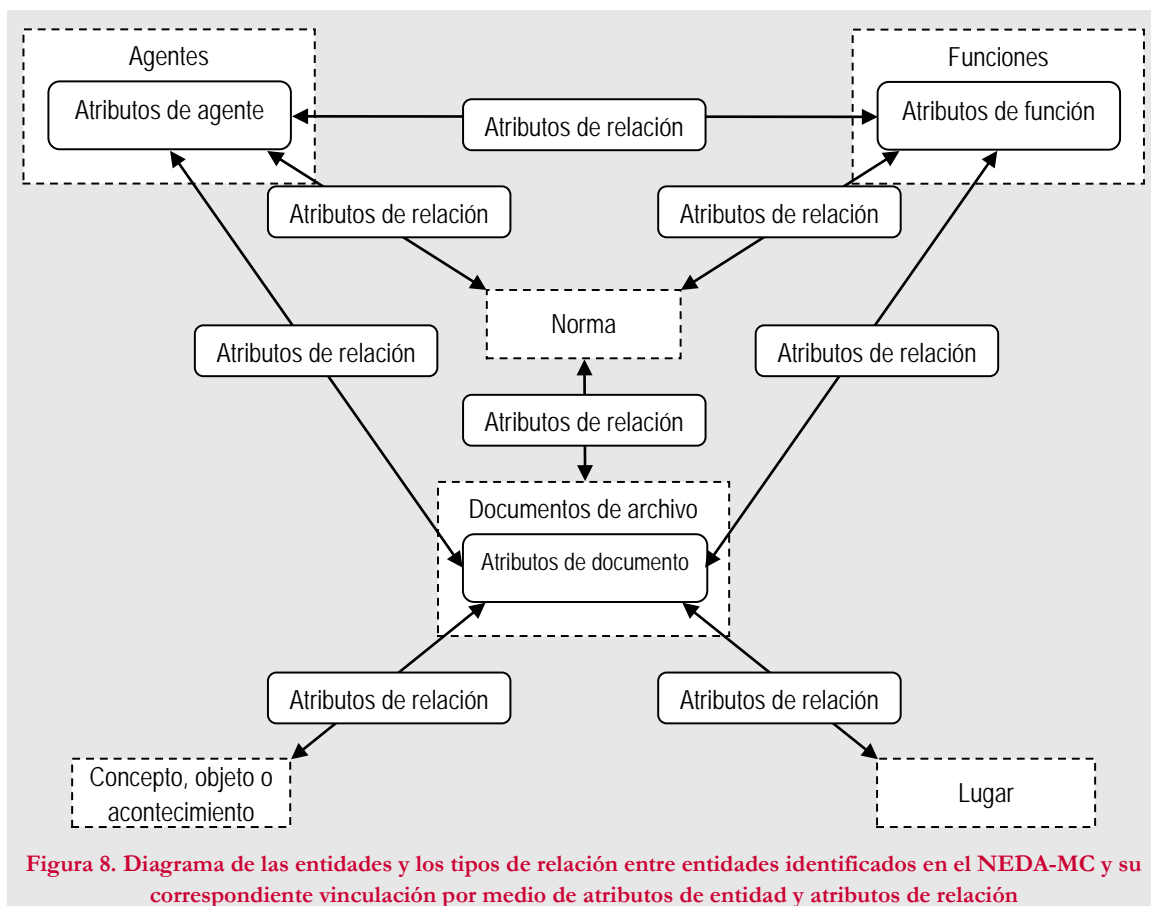 Agentes
Funciones
Atributos de agente
Atributos de relación
Atributos de función
Atributos de relación
Atributos de relación
Norma
Atributos de relación
Atributos de relación
Atributos de relación
Documentos de archivo
Atributos de documento
Atributos de relación
Atributos de relación
Concepto, objeto o
acontecimiento
Lugar
Figura 8. Diagrama de las entidades y los tipos de relación entre entidades identificados en el NEDA-MC y su
correspondiente vinculación por medio de atributos de entidad y atributos de relación